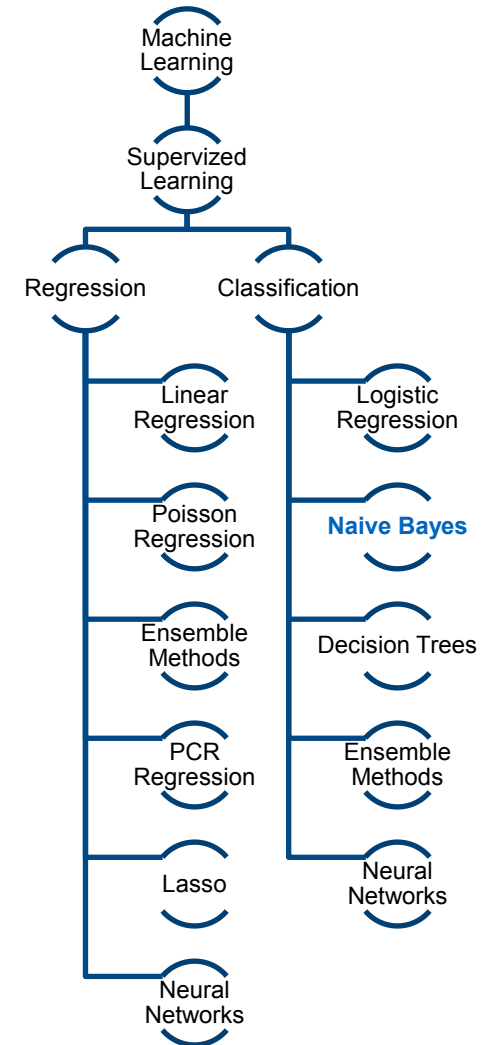 Machine
Learning
Supervized
Learning
Regression
Classification
Linear
Regression
Poisson
Regression
Ensemble
Methods
PCR
Regression
Lasso
Neural
Networks
Logistic
Regression
Naive Bayes
Decision Trees
Ensemble
Methods
Neural
Networks